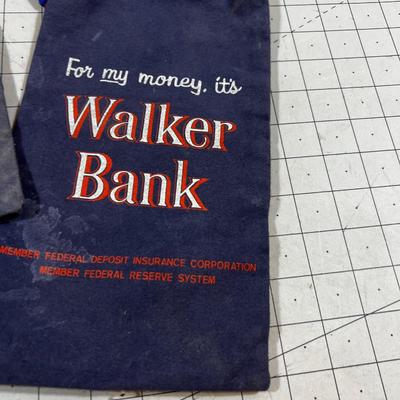 For my money, it's
Walker
Bank
MEMBER FEDERAL DEPOSIT INSURANCE CORPORATION
MEMBER FEDERAL RESERVE SYSTEM